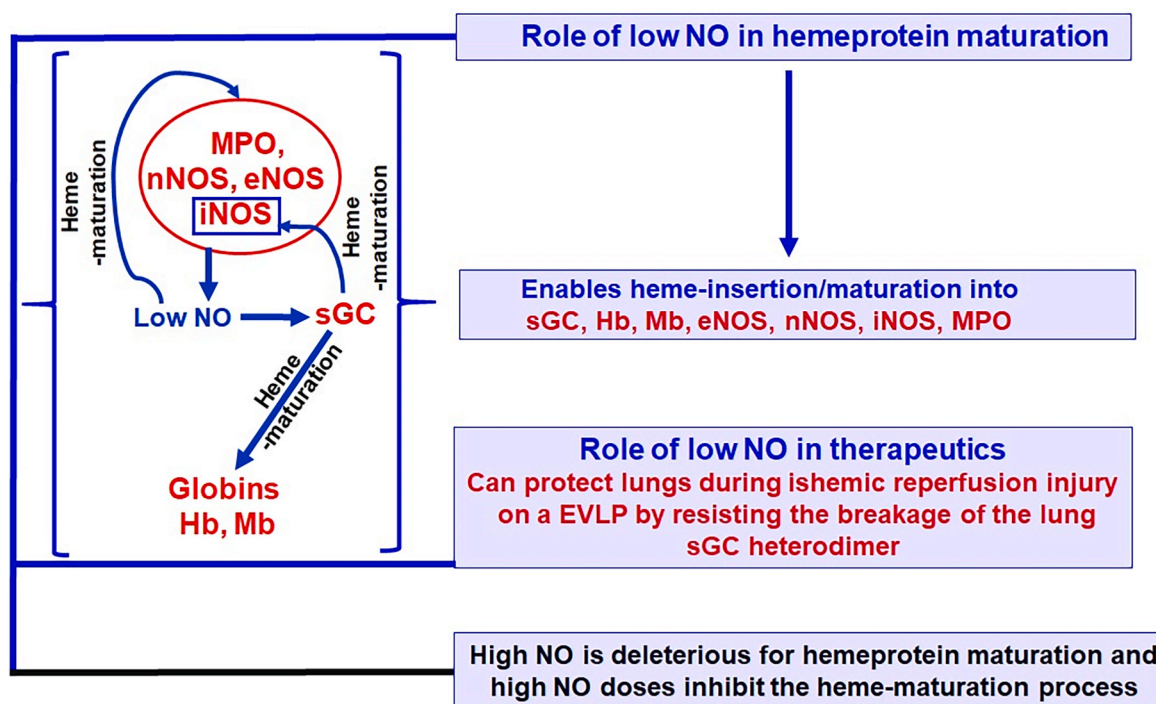 Role of low NO in hemeprotein maturation
Heme
-maturation
MPO,
nNOS, eNOS
iNOS
Heme
-maturation
Low NO
sGC
Heme
-maturation
Globins
Hb, Mb
Enables heme-insertion/maturation into
sGC, Hb, Mb, eNOS, nNOS, iNOS, MPO
Role of low NO in therapeutics
Can protect lungs during ishemic reperfusion injury
on a EVLP by resisting the breakage of the lung
sGC heterodimer
High NO is deleterious for hemeprotein maturation and
high NO doses inhibit the heme-maturation process